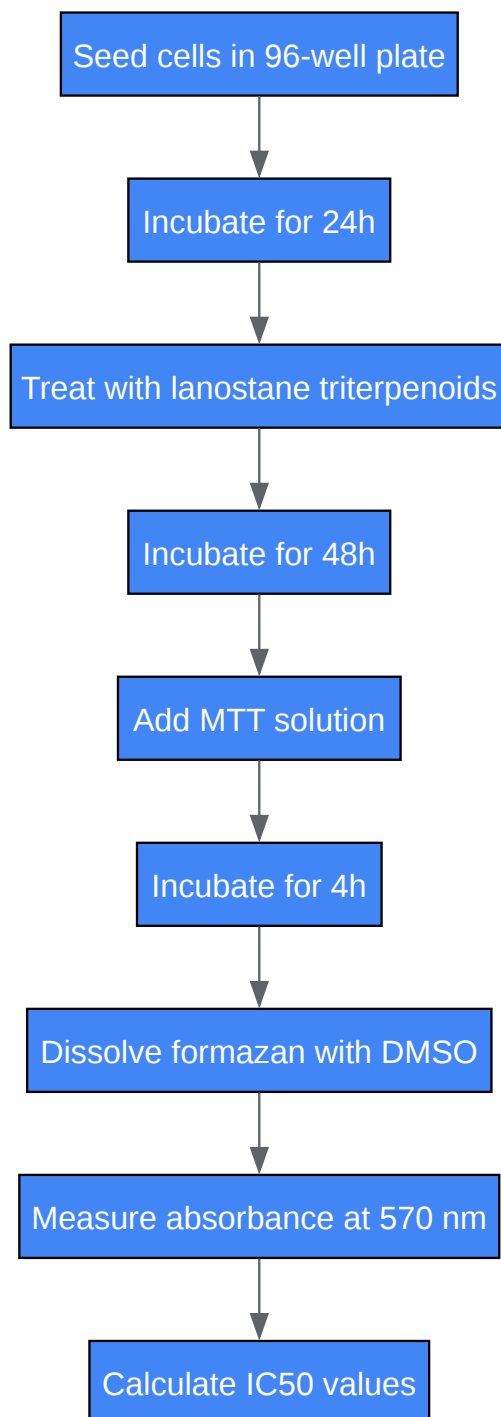 Seed cells in 96-well plate
Incubate for 24h
Treat with lanostane triterpenoids
Incubate for 48h
Add MTT solution
Incubate for 4h
Dissolve formazan with DMSO
Measure absorbance at 570 nm
Calculate IC50 values